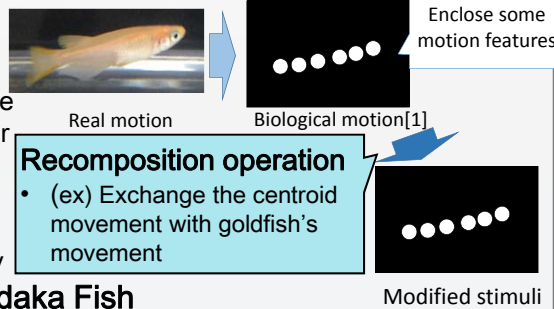 Enclose some
motion features
Real motion
Biological motion[1]
Recomposition operation
• (ex) Exchange the centroid
movement with goldfish's
movement
Modified stimuli
daka Fish